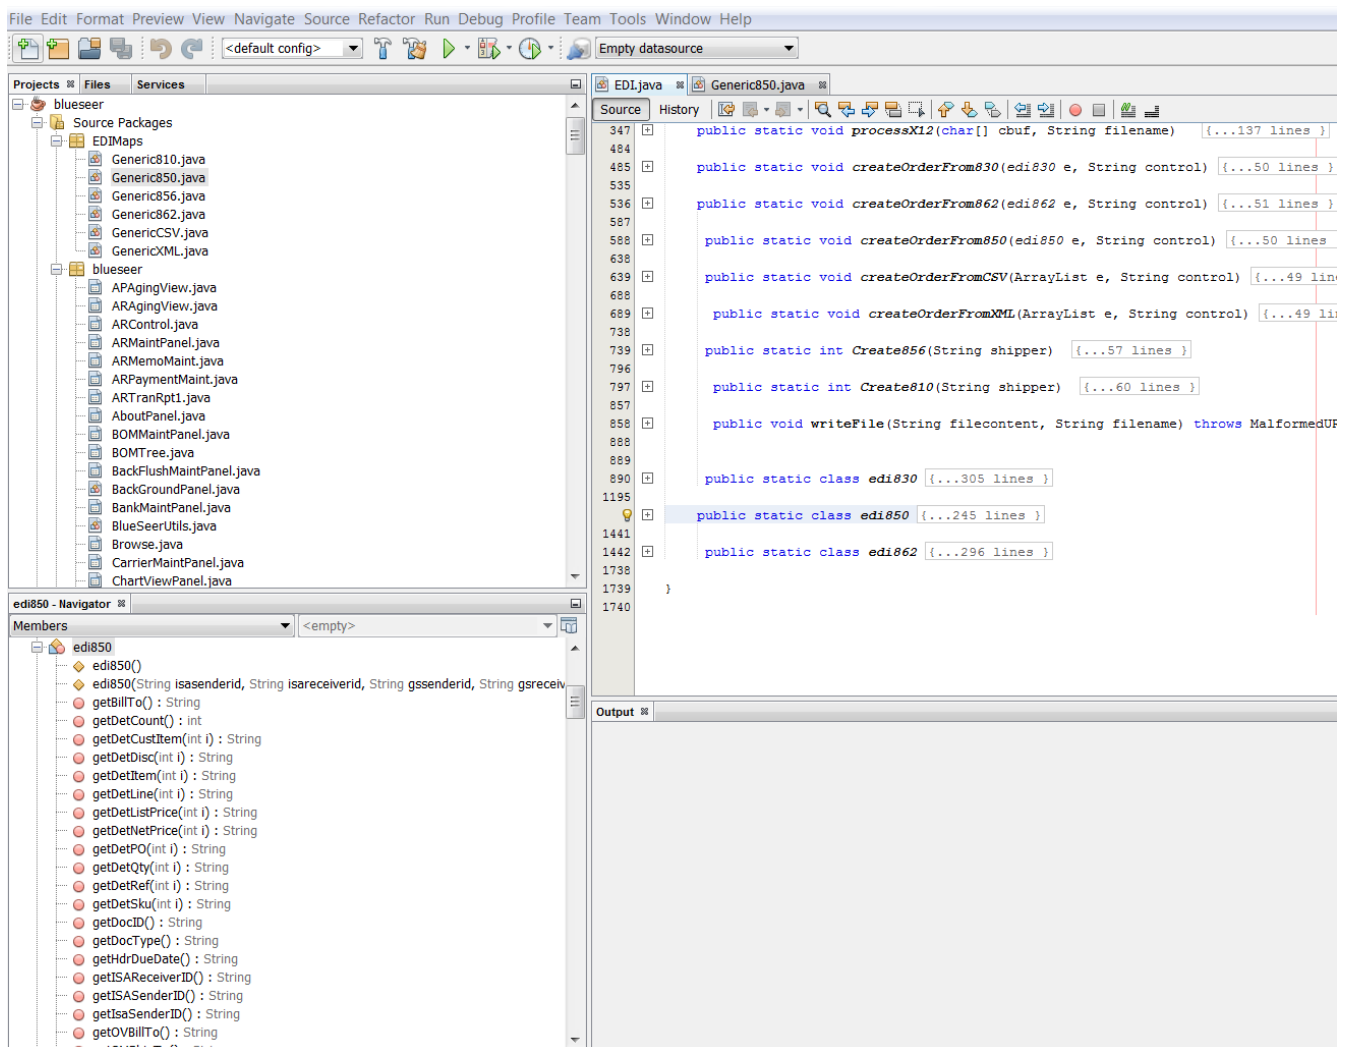 File Edit Format Preview View Navigate Source Refactor Run Debug Profile Team Tools Window Help
<default config>
Empty datasource
Projects Files Services
blueseer
Source Packages
EDIMaps
Generic810.java
Generic850.java
Generic856.java
Generic862.java
GenericCSV.java
GenericXML.java
blueseer
APAgingView.java
ARAgingView.java
ARControl.java
ARMaintPanel.java
ARMemoMaint.java
ARPaymentMaint.java
ARTranRpt1.java
AboutPanel.java
BOMMaintPanel.java
BOMTree.java
BackFlushMaintPanel.java
BackGroundPanel.java
BankMaintPanel.java
BlueSeerUtils.java
Browse.java
CarrierMaintPanel.java
ChartViewPanel.java
edi850 - Navigator
Members <empty>
edi850
edi850()
edi850(String isasenderid, String isareceiverid, String gssenderid, String gsreceiv
getBillTo() : String
getDetCount() : int
getDetCustItem(int i) : String
getDetDisc(int i) : String
getDetItem(int i) : String
getDetLine(int i) : String
getDetListPrice(int i) : String
getDetNetPrice(int i) : String
getDetPO(int i) : String
getDetQty(int i) : String
getDetRef(int i) : String
getDetSku(int i) : String
getDocID() : String
getDocType() : String
getHdrDueDate() : String
getISAReceiverID() : String
getISASenderID() : String
getIsaSenderID() : String
getOVBillTo() : String
EDI.java Generic850.java
Source History
347 public static void processX12(char[] cbuf, String filename) {...137 lines }
484
485 public static void createOrderFrom830(edi830 e, String control) {...50 lines }
535
536 public static void createOrderFrom862(edi862 e, String control) {...51 lines }
587
588 public static void createOrderFrom850(edi850 e, String control) {...50 lines
638
639 public static void createOrderFromCSV(ArrayList e, String control) {...49 lin
688
689 public static void createOrderFromXML(ArrayList e, String control) {...49 li
738
739 public static int Create856(String shipper) {...57 lines }
796
797 public static int Create810(String shipper) {...60 lines }
857
858 public void writeFile(String filecontent, String filename) throws MalformedUR
888
889
890 public static class edi830 {...305 lines }
1195
public static class edi850 {...245 lines }
1441
1442 public static class edi862 {...296 lines }
1738
1739 }
1740
Output